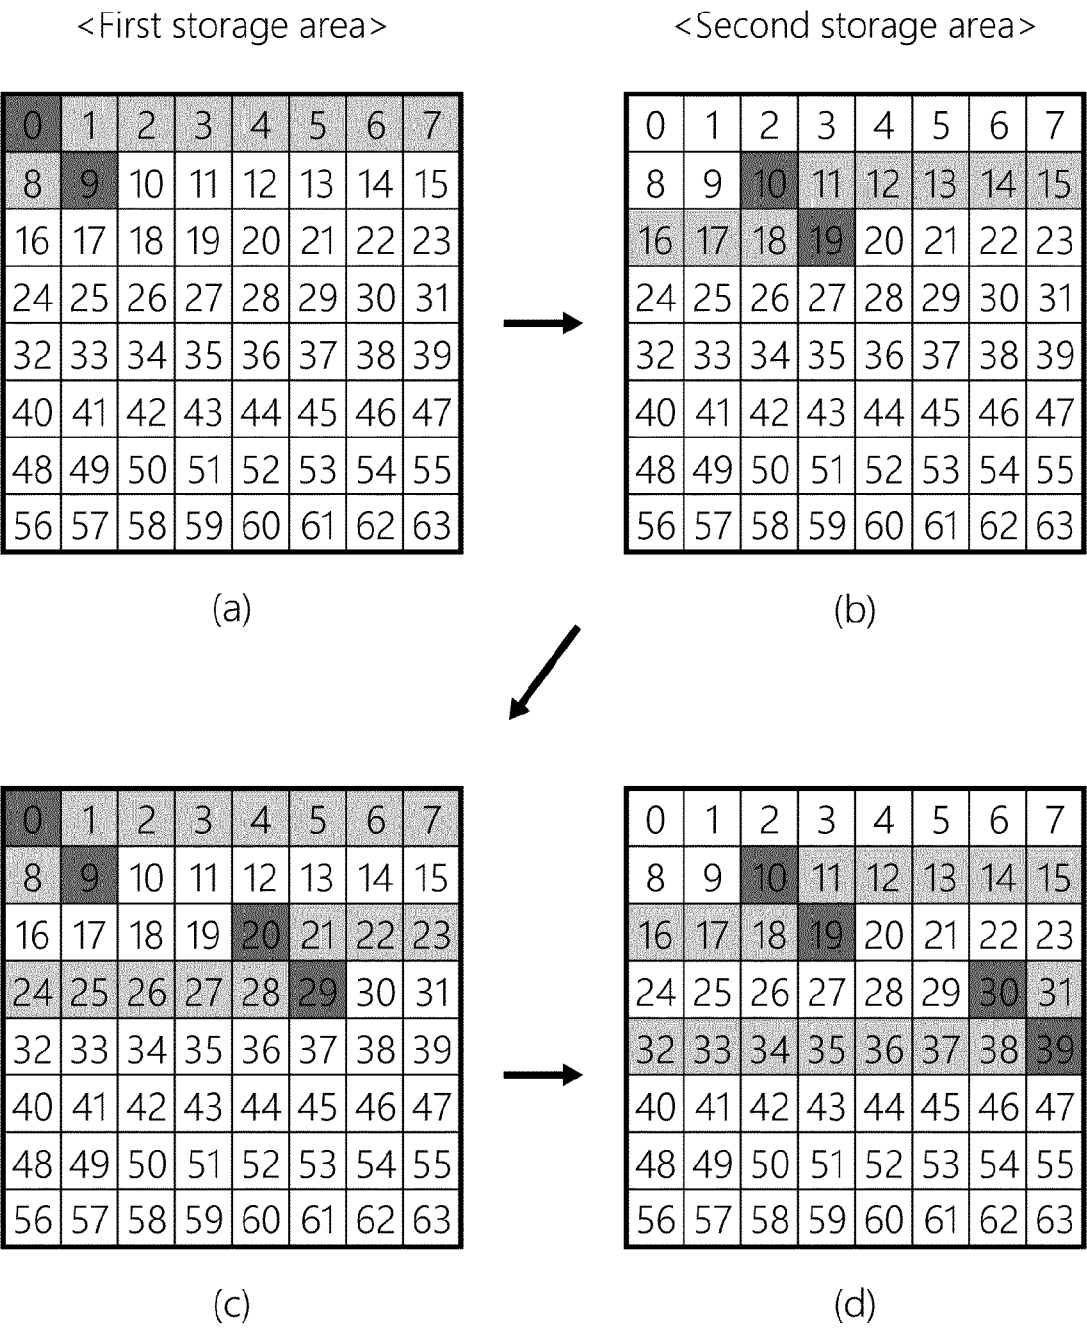 <First storage area>
<Second storage area>
0 1 2 3 4 5 6 7
8 9 10 11 12 13 14 15
16 17 18 19 20 21 22 23
24 25 26 27 28 29 30 31
32 33 34 35 36 37 38 39
40 41 42 43 44 45 46 47
48 49 50 51 52 53 54 55
56 57 58 59 60 61 62 63
(a)
0 1 2 3 4 5 6 7
8 9 10 11 12 13 14 15
16 17 18 19 20 21 22 23
24 25 26 27 28 29 30 31
32 33 34 35 36 37 38 39
40 41 42 43 44 45 46 47
48 49 50 51 52 53 54 55
56 57 58 59 60 61 62 63
(b)
0 1 2 3 4 5 6 7
8 9 10 11 12 13 14 15
16 17 18 19 20 21 22 23
24 25 26 27 28 29 30 31
32 33 34 35 36 37 38 39
40 41 42 43 44 45 46 47
48 49 50 51 52 53 54 55
56 57 58 59 60 61 62 63
(c)
0 1 2 3 4 5 6 7
8 9 10 11 12 13 14 15
16 17 18 19 20 21 22 23
24 25 26 27 28 29 30 31
32 33 34 35 36 37 38 39
40 41 42 43 44 45 46 47
48 49 50 51 52 53 54 55
56 57 58 59 60 61 62 63
(d)